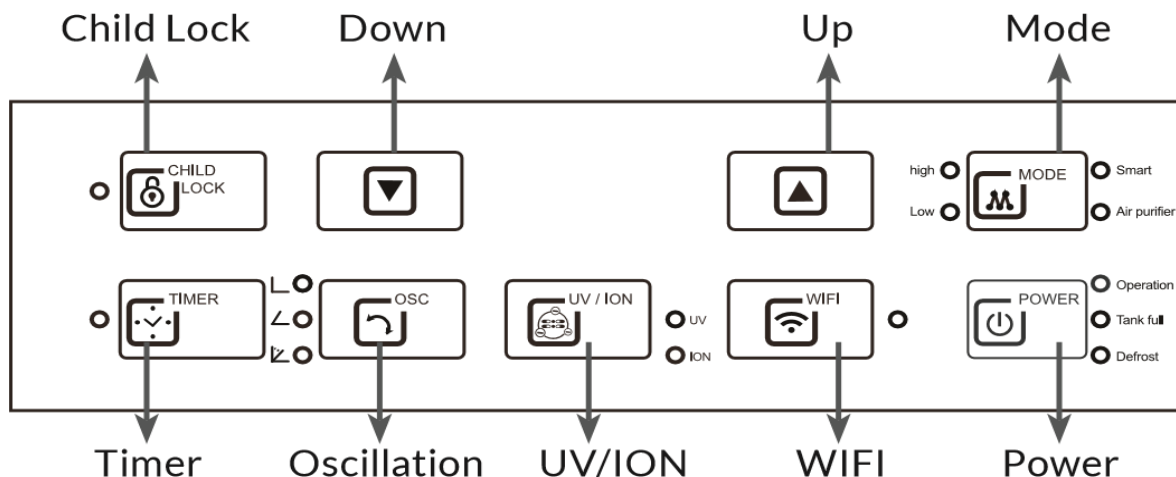 Child Lock
Down
Up
Mode
CHILD
LOCK
high
Low
MODE
Smart
Air purifier
TIMER
OSC
UV / ION
UV
ION
WIFI
POWER
Operation
Tank full
Defrost
Timer
Oscillation
UV/ION
WIFI
Power